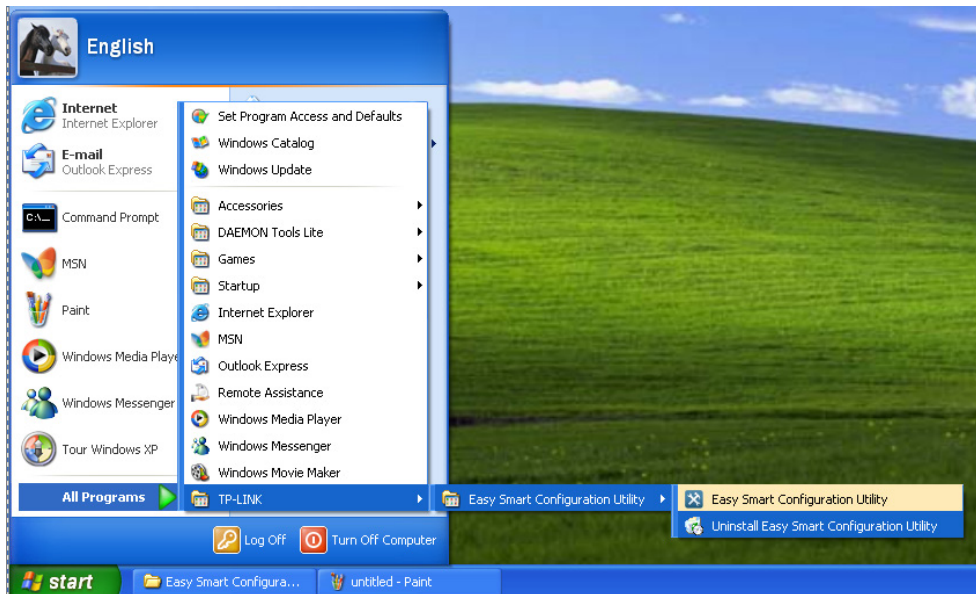 English
Internet
Internet Explorer
E-mail
Outlook Express
C:\_
Command Prompt
MSN
Paint
Windows Media Playe
Windows Messenger
Tour Windows XP
All Programs
Set Program Access and Defaults
Windows Catalog
Windows Update
Accessories
DAEMON Tools Lite
Games
Startup
Internet Explorer
MSN
Outlook Express
Remote Assistance
Windows Media Player
Windows Messenger
Windows Movie Maker
TP-LINK
Easy Smart Configuration Utility
Easy Smart Configuration Utility
Uninstall Easy Smart Configuration Utility
Log Off
Turn Off Computer
start
Easy Smart Configura...
untitled - Paint